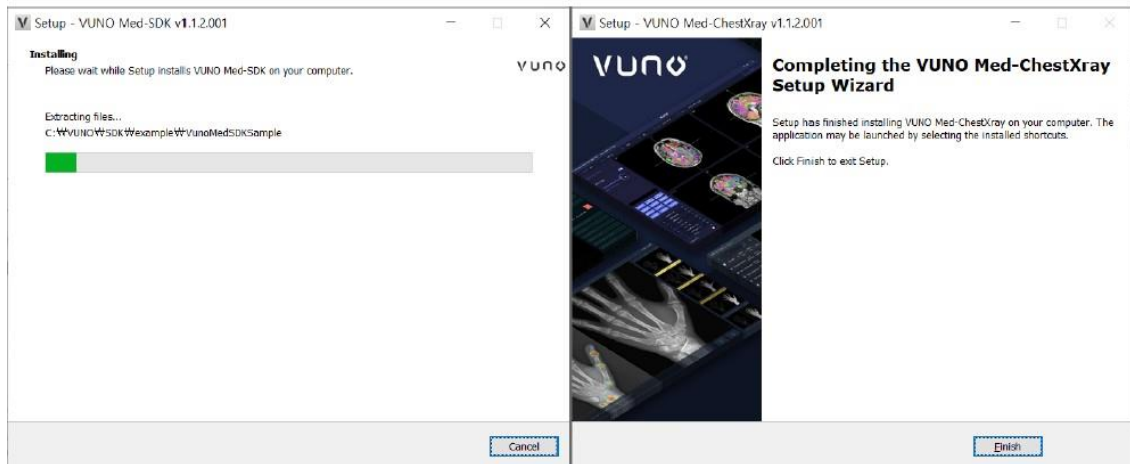 Setup - VUNO Med-SDK v1.1.2.001
Installing
Please wait while Setup installs VUNO Med-SDK on your computer.
VUNO
Extracting files...
C:₩VUNO₩SDK₩example₩VunoMedSDKSample
Cancel
Setup - VUNO Med-ChestXray v1.1.2.001
VUNO
Completing the VUNO Med-ChestXray
Setup Wizard
Setup has finished installing VUNO Med-ChestXray on your computer. The
application may be launched by selecting the installed shortcuts.
Click Finish to exit Setup.
Finish